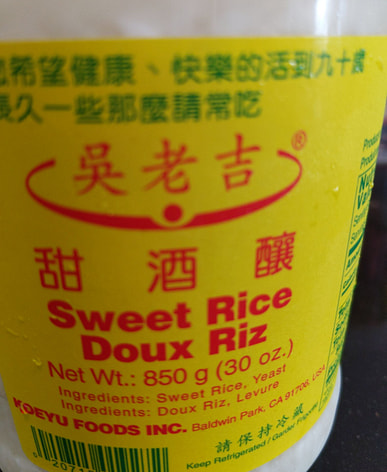 希望健康、快樂的活到九十歲
長久一些那麼請常吃
吳老吉®
甜酒釀
Sweet Rice
Doux Riz
Net Wt.: 850 g (30 oz.)
Ingredients: Sweet Rice, Yeast
Ingredients: Doux Riz, Levure
KOEYU FOODS INC. Baldwin Park, CA 91706, USA
請保持冷藏
Keep Refrigerated / Garder Frigorifié